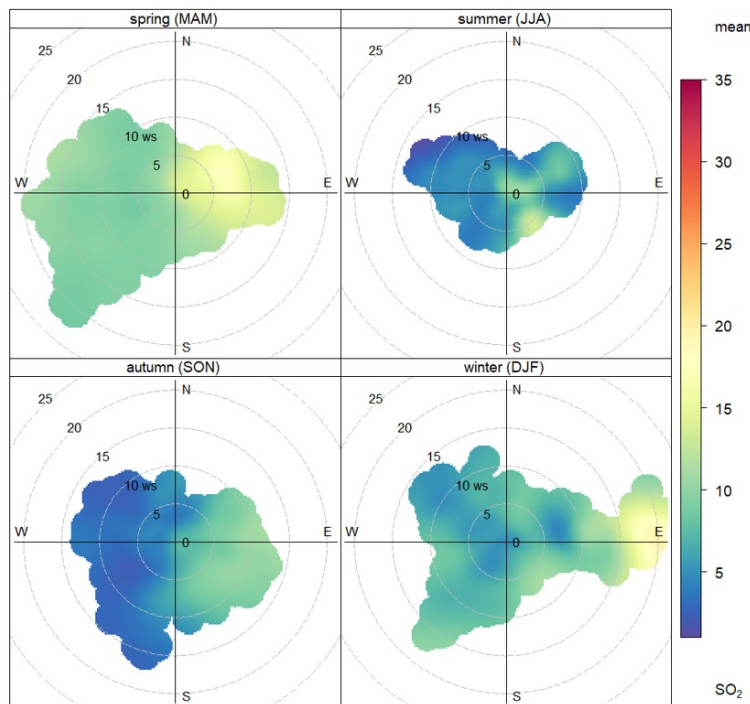 spring (MAM)
25
N
20
15
10 ws
5
W
E
0
S
summer (JJA)
25
N
20
15
10 ws
5
W
E
0
S
autumn (SON)
25
N
20
15
10 ws
5
W
E
0
S
winter (DJF)
25
N
20
15
10 ws
5
W
E
0
S
mean
35
30
25
20
15
10
5
SO₂